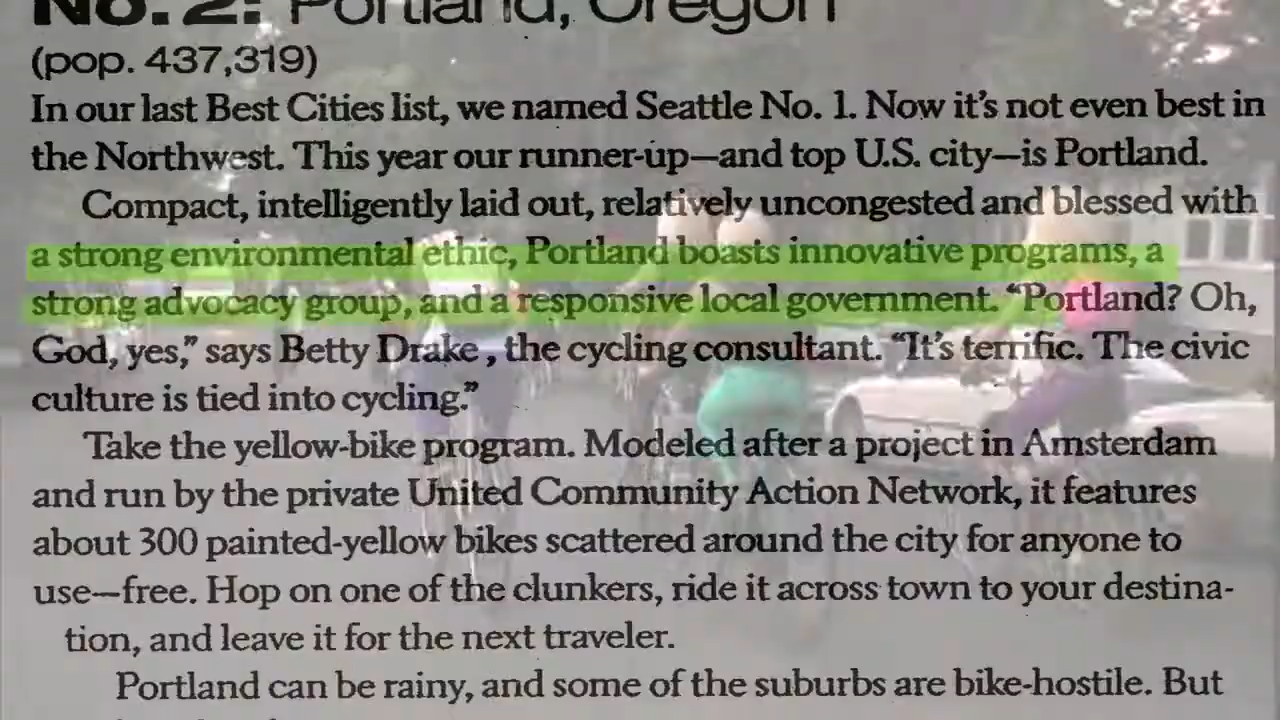 No. 2: Portland, Oregon
(pop. 437,319)
In our last Best Cities list, we named Seattle No. 1. Now it's not even best in
the Northwest. This year our runner-up—and top U.S. city—is Portland.
Compact, intelligently laid out, relatively uncongested and blessed with
a strong environmental ethic, Portland boasts innovative programs, a
strong advocacy group, and a responsive local government. “Portland? Oh,
God, yes,” says Betty Drake, the cycling consultant. “It's terrific. The civic
culture is tied into cycling.”
Take the yellow-bike program. Modeled after a project in Amsterdam
and run by the private United Community Action Network, it features
about 300 painted-yellow bikes scattered around the city for anyone to
use—free. Hop on one of the clunkers, ride it across town to your destina-
tion, and leave it for the next traveler.
Portland can be rainy, and some of the suburbs are bike-hostile. But